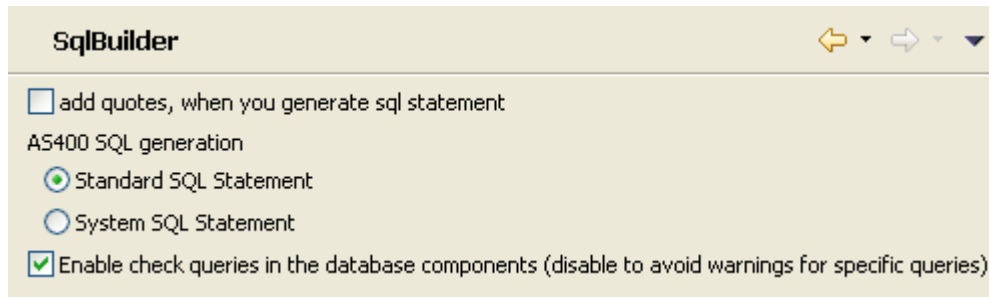 SqlBuilder
add quotes, when you generate sql statement
AS400 SQL generation
Standard SQL Statement
System SQL Statement
Enable check queries in the database components (disable to avoid warnings for specific queries)